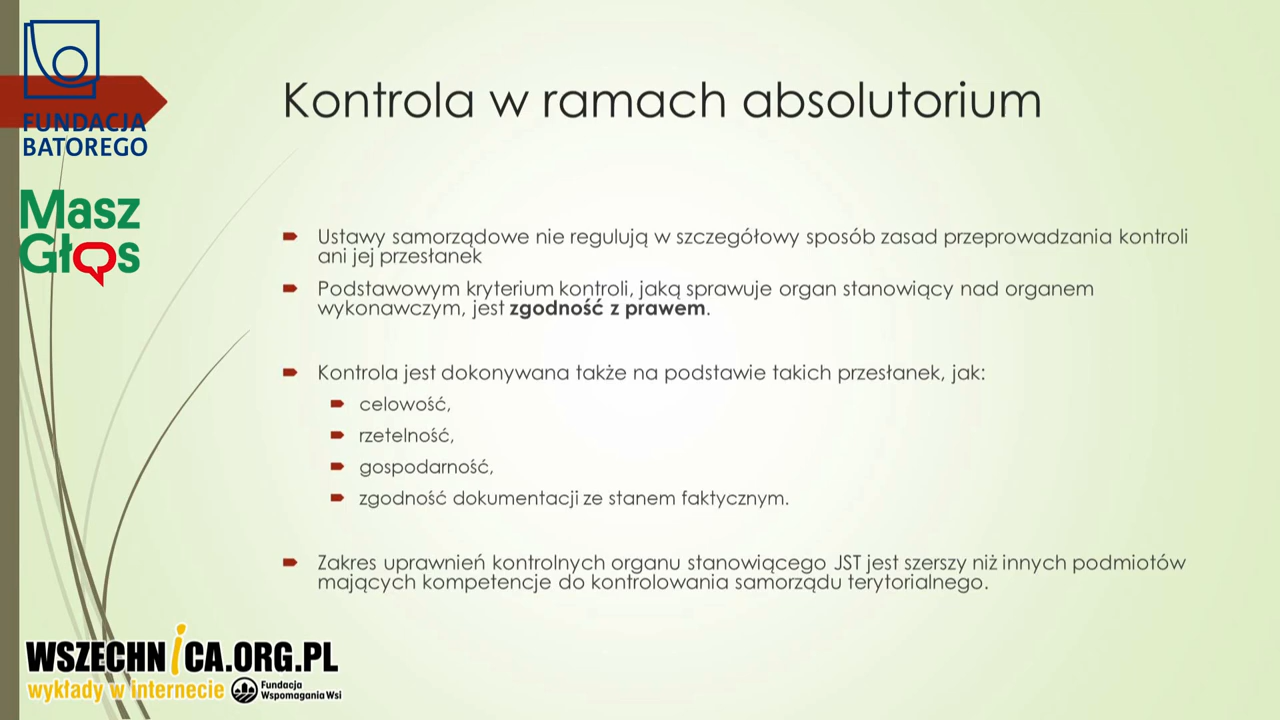 FUNDACJA
BATOREGO
Masz
Głos
Kontrola w ramach absolutorium
Ustawy samorządowe nie regulują w szczegółowy sposób zasad przeprowadzania kontroli
ani jej przesłanek
Podstawowym kryterium kontroli, jaką sprawuje organ stanowiący nad organem
wykonawczym, jest zgodność z prawem.
Kontrola jest dokonywana także na podstawie takich przesłanek, jak:
celowość,
rzetelność,
gospodarność,
zgodność dokumentacji ze stanem faktycznym.
Zakres uprawnień kontrolnych organu stanowiącego JST jest szerszy niż innych podmiotów
mających kompetencje do kontrolowania samorządu terytorialnego.
WSZECHNiCA.ORG.PL
wykłady w internecie
Fundacja
Wspomagania Wsi